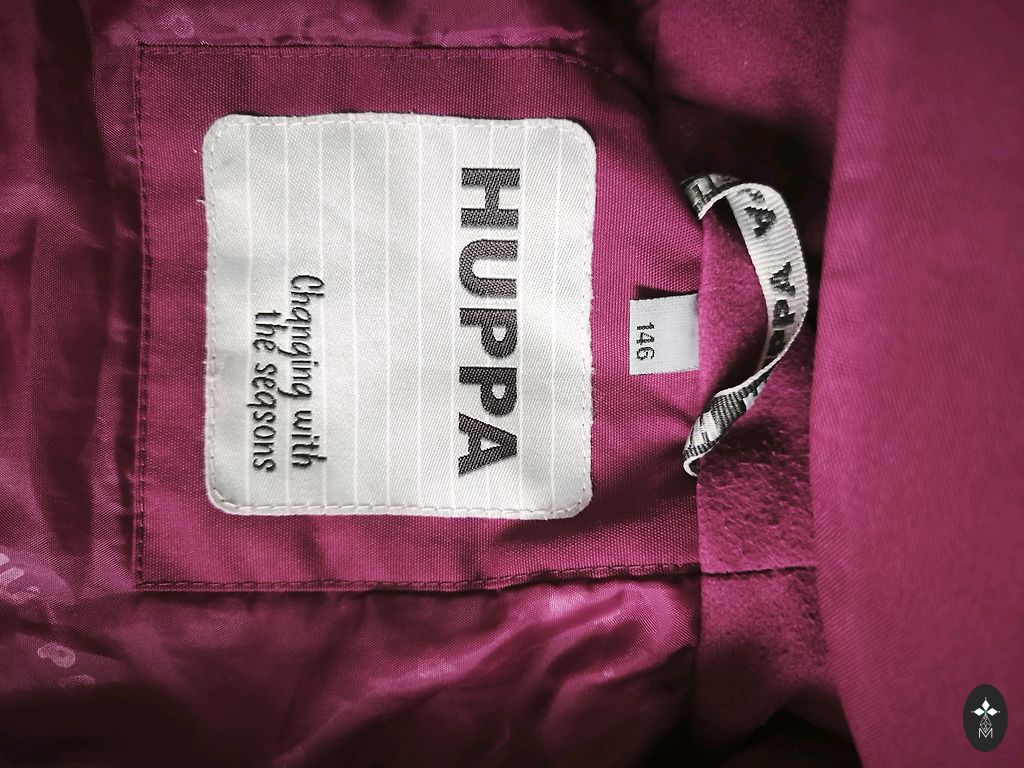 HUPPA
Changing with
the seasons
146